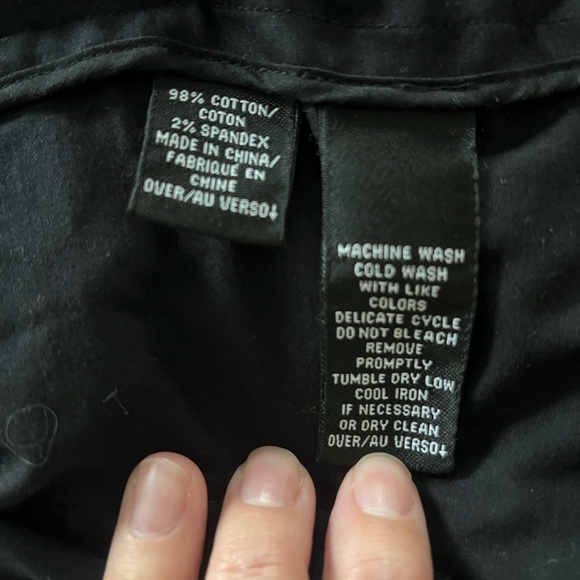 98% COTTON/
COTON
2% SPANDEX
MADE IN CHINA/
FABRIQUÉ EN
CHINE
OVER/AU VERSO↓
MACHINE WASH
COLD WASH
WITH LIKE
COLORS
DELICATE CYCLE
DO NOT BLEACH
REMOVE
PROMPTLY
TUMBLE DRY LOW
COOL IRON
IF NECESSARY
OR DRY CLEAN
OVER/AU VERSO↓